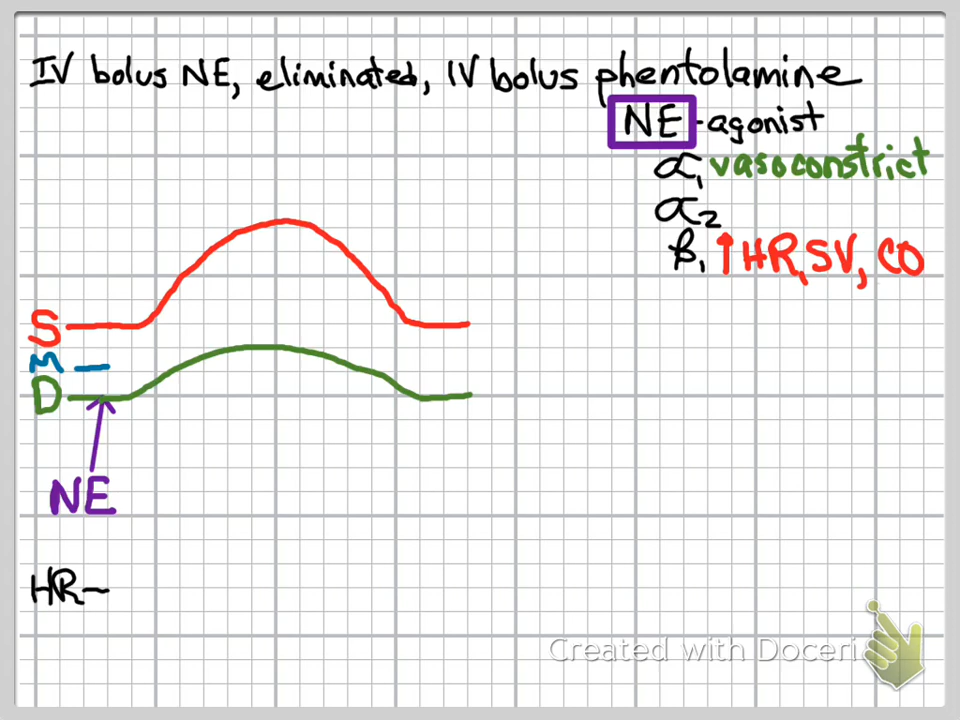 IV bolus NE, eliminated, IV bolus phentolamine
NE - agonist
α₁ vasoconstrict
α₂
β₁ ↑HR, SV, CO
S
M
D
NE
HR
Created with Doceri